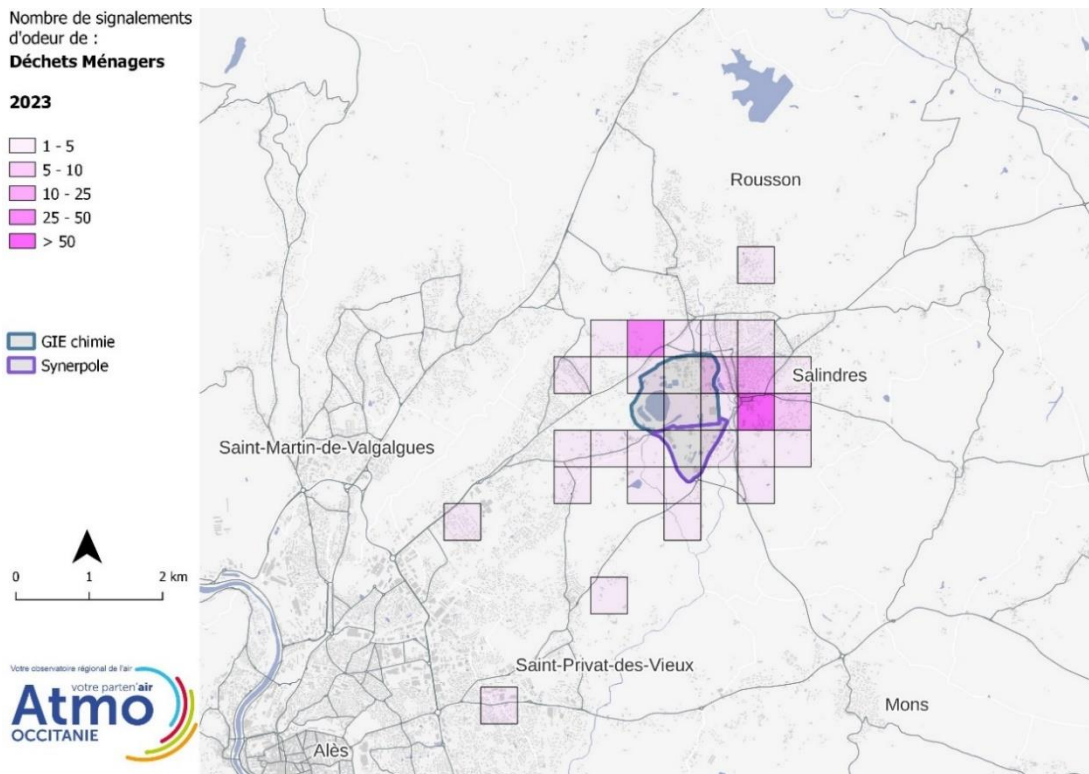 Nombre de signalements
d'odeur de :
Déchets Ménagers
2023
1 - 5
5 - 10
10 - 25
25 - 50
> 50
GIE chimie
Synerpole
0 1 2 km
Votre observatoire régional de l'air
votre parten'air
Atmo
OCCITANIE
Rousson
Salindres
Saint-Martin-de-Valgalgues
Saint-Privat-des-Vieux
Mons
Alès